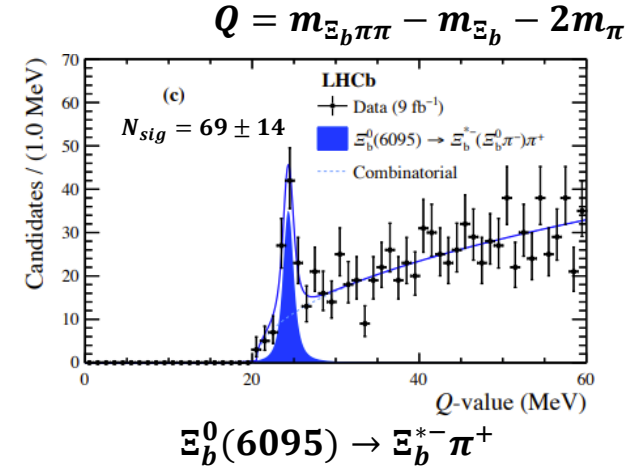 Q = m_{Ξ_bππ} − m_{Ξ_b} − 2m_π
70
60
50
40
30
20
10
0
Candidates / (1.0 MeV)
(c)
N_{sig} = 69 ± 14
LHCb
Data (9 fb⁻¹)
Ξ_b^0(6095) → Ξ_b^{*−}(Ξ_b^0π⁻)π⁺
Combinatorial
0 20 40 60
Q-value (MeV)
Ξ_b^0(6095) → Ξ_b^{*−}π⁺